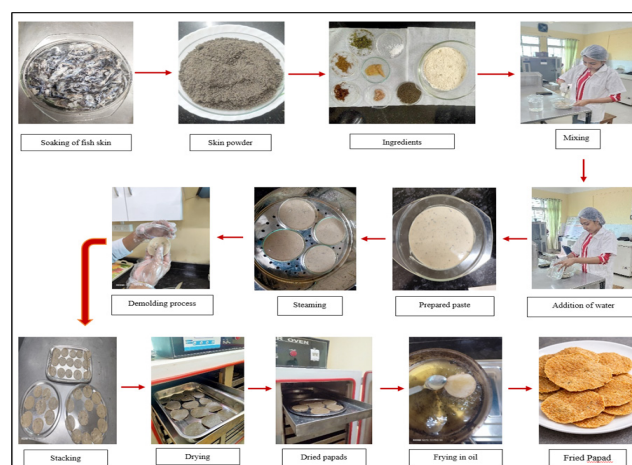 Soaking of fish skin
Skin powder
Ingredients
Mixing
Demolding process
Steaming
Prepared paste
Addition of water
Stacking
Drying
Dried papads
Frying in oil
Fried Papad